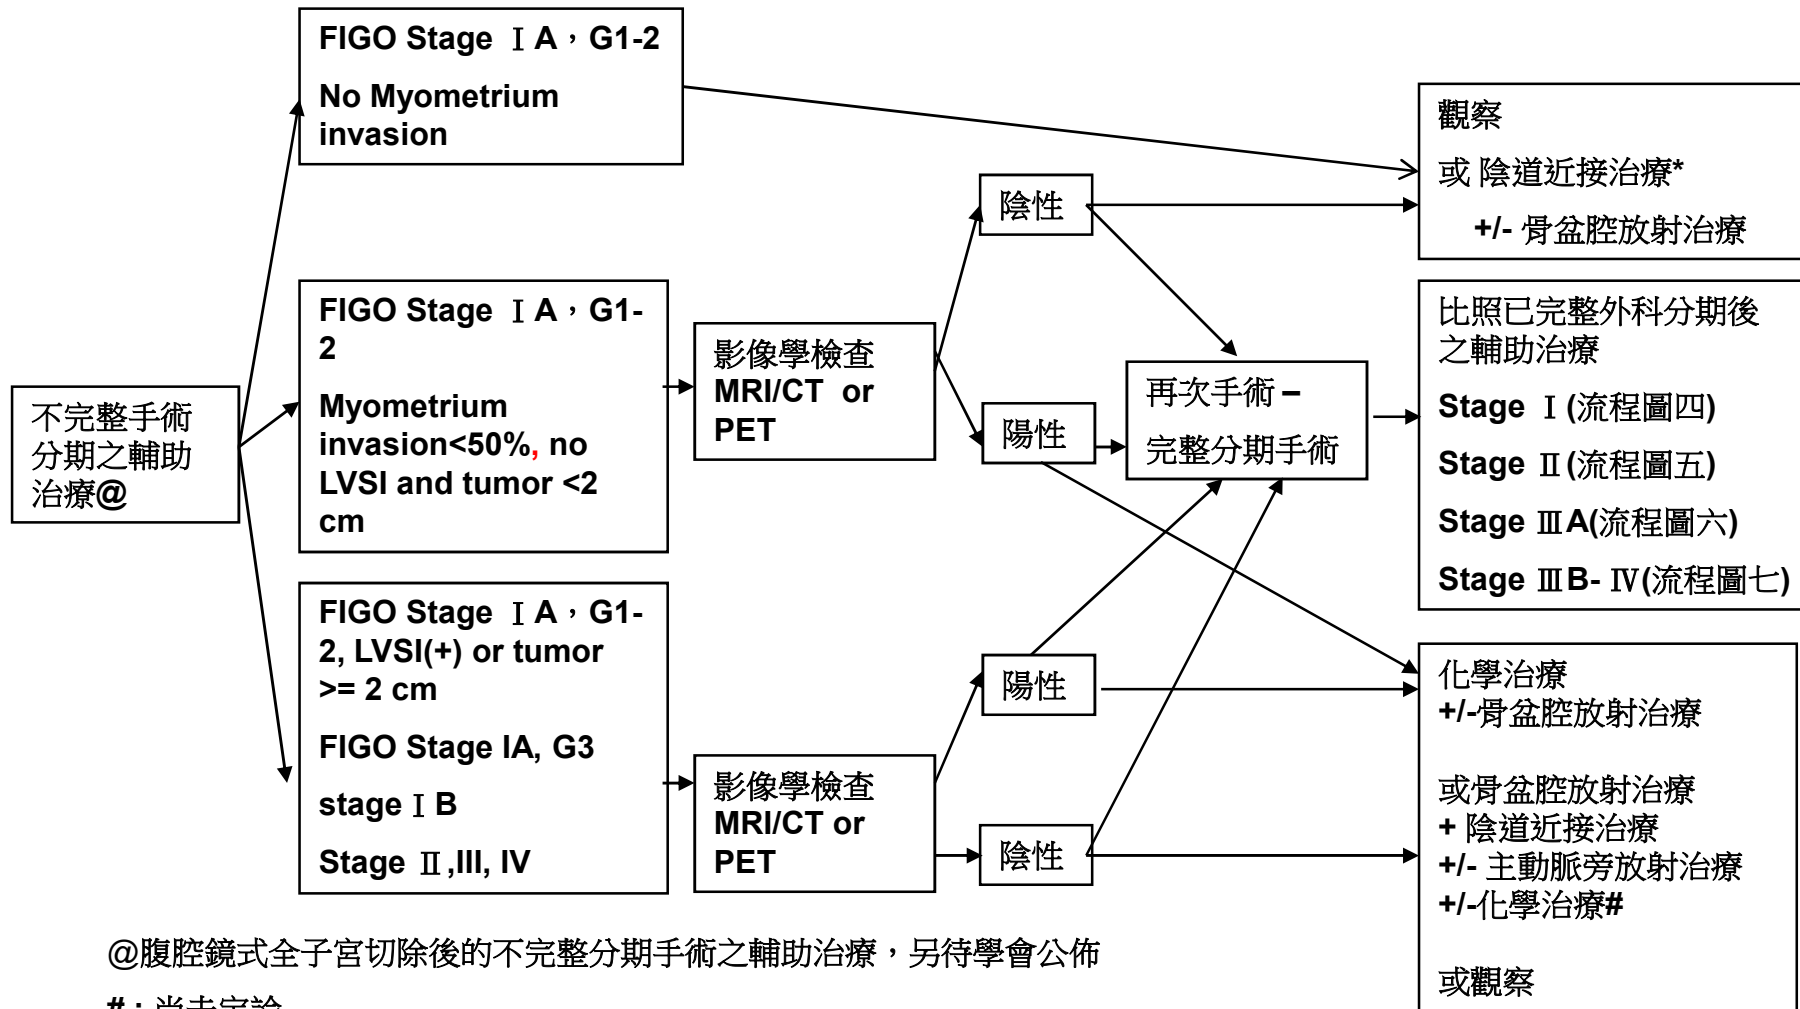 不完整手術
分期之輔助
治療@
FIGO Stage ⅠA，G1-2
No Myometrium
invasion
FIGO Stage ⅠA，G1-
2
Myometrium
invasion<50%, no
LVSI and tumor <2
cm
FIGO Stage ⅠA，G1-
2, LVSI(+) or tumor
>= 2 cm
FIGO Stage IA, G3
stage ⅠB
Stage Ⅱ,III, IV
影像學檢查
MRI/CT or
PET
影像學檢查
MRI/CT or
PET
陰性
陽性
陽性
陰性
再次手術 –
完整分期手術
觀察
或 陰道近接治療*
+/- 骨盆腔放射治療
比照已完整外科分期後
之輔助治療
Stage Ⅰ(流程圖四)
Stage Ⅱ(流程圖五)
Stage ⅢA(流程圖六)
Stage ⅢB- Ⅳ(流程圖七)
化學治療
+/-骨盆腔放射治療
或骨盆腔放射治療
+ 陰道近接治療
+/- 主動脈旁放射治療
+/-化學治療#
或觀察
@腹腔鏡式全子宮切除後的不完整分期手術之輔助治療，另待學會公佈
#：尚未定論